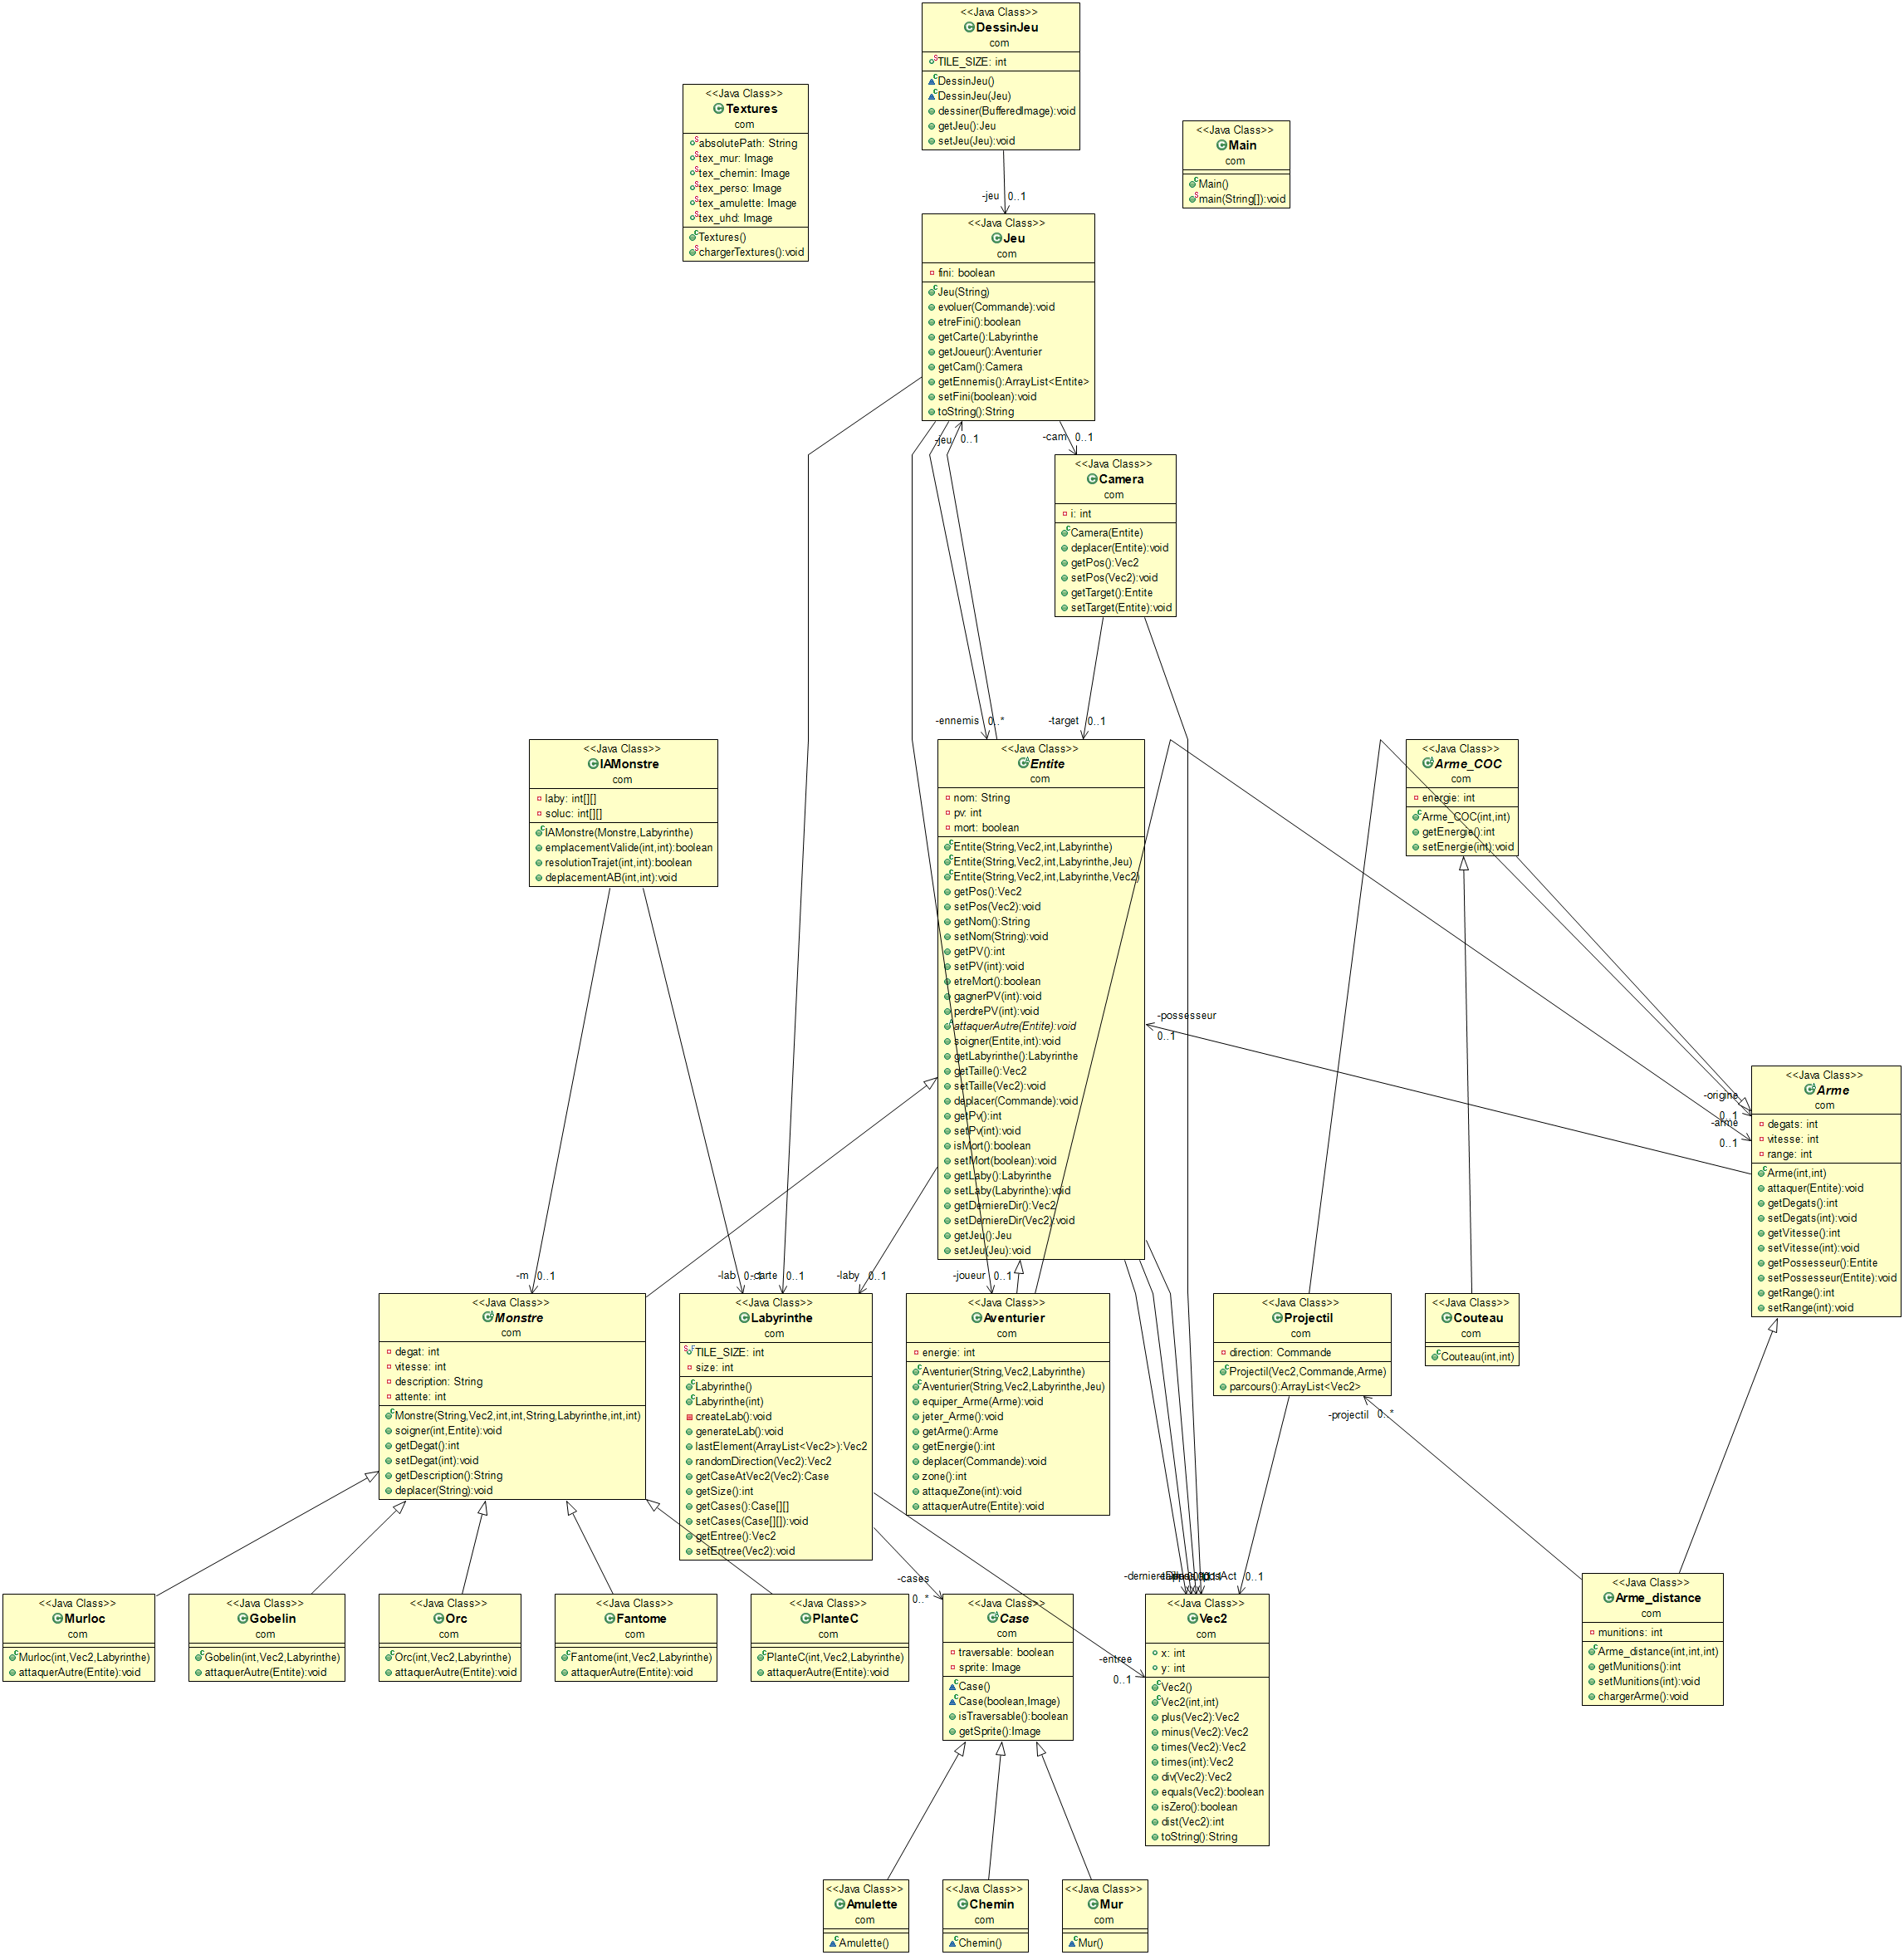 <<Java Class>>
DessinJeu
com
TILE_SIZE: int
DessinJeu()
DessinJeu(Jeu)
dessiner(BufferedImage):void
getJeu():Jeu
setJeu(Jeu):void
<<Java Class>>
Textures
com
absolutePath: String
tex_mur: Image
tex_chemin: Image
tex_perso: Image
tex_amulette: Image
tex_uhd: Image
Textures()
chargerTextures():void
<<Java Class>>
Main
com
Main()
main(String[]):void
-jeu 0..1
<<Java Class>>
Jeu
com
fini: boolean
Jeu(String)
evoluer(Commande):void
etreFini():boolean
getCarte():Labyrinthe
getJoueur():Aventurier
getCam():Camera
getEnnemis():ArrayList<Entite>
setFini(boolean):void
toString():String
-jeu 0..1
-cam 0..1
<<Java Class>>
Camera
com
i: int
Camera(Entite)
deplacer(Entite):void
getPos():Vec2
setPos(Vec2):void
getTarget():Entite
setTarget(Entite):void
-ennemis 0..*
-target 0..1
<<Java Class>>
IAMonstre
com
laby: int[][]
soluc: int[][]
IAMonstre(Monstre,Labyrinthe)
emplacementValide(int,int):boolean
resolutionTrajet(int,int):boolean
deplacementAB(int,int):void
<<Java Class>>
Entite
com
nom: String
pv: int
mort: boolean
Entite(String,Vec2,int,Labyrinthe)
Entite(String,Vec2,int,Labyrinthe,Jeu)
Entite(String,Vec2,int,Labyrinthe,Vec2)
getPos():Vec2
setPos(Vec2):void
getNom():String
setNom(String):void
getPV():int
setPV(int):void
etreMort():boolean
gagnerPV(int):void
perdrePV(int):void
attaquerAutre(Entite):void
soigner(Entite,int):void
getLabyrinthe():Labyrinthe
getTaille():Vec2
setTaille(Vec2):void
deplacer(Commande):void
getPv():int
setPv(int):void
isMort():boolean
setMort(boolean):void
getLaby():Labyrinthe
setLaby(Labyrinthe):void
getDerniereDir():Vec2
setDerniereDir(Vec2):void
getJeu():Jeu
setJeu(Jeu):void
<<Java Class>>
Arme_COC
com
energie: int
Arme_COC(int,int)
getEnergie():int
setEnergie(int):void
-possesseur
0..1
-origine
0..1
-arme
0..1
<<Java Class>>
Arme
com
degats: int
vitesse: int
range: int
Arme(int,int)
attaquer(Entite):void
getDegats():int
setDegats(int):void
getVitesse():int
setVitesse(int):void
getPossesseur():Entite
setPossesseur(Entite):void
getRange():int
setRange(int):void
-m 0..1
-lab 0..1
-carte 0..1
-laby 0..1
-joueur 0..1
<<Java Class>>
Monstre
com
degat: int
vitesse: int
description: String
attente: int
Monstre(String,Vec2,int,int,String,Labyrinthe,int,int)
soigner(int,Entite):void
getDegat():int
setDegat(int):void
getDescription():String
deplacer(String):void
<<Java Class>>
Labyrinthe
com
TILE_SIZE: int
size: int
Labyrinthe()
Labyrinthe(int)
createLab():void
generateLab():void
lastElement(ArrayList<Vec2>):Vec2
randomDirection(Vec2):Vec2
getCaseAtVec2(Vec2):Case
getSize():int
getCases():Case[][]
setCases(Case[][]):void
getEntree():Vec2
setEntree(Vec2):void
<<Java Class>>
Aventurier
com
energie: int
Aventurier(String,Vec2,Labyrinthe)
Aventurier(String,Vec2,Labyrinthe,Jeu)
equiper_Arme(Arme):void
jeter_Arme():void
getArme():Arme
getEnergie():int
deplacer(Commande):void
zone():int
attaqueZone(int):void
attaquerAutre(Entite):void
<<Java Class>>
Projectil
com
direction: Commande
Projectil(Vec2,Commande,Arme)
parcours():ArrayList<Vec2>
<<Java Class>>
Couteau
com
Couteau(int,int)
-projectil 0..*
-cases
0..*
-entree
0..1
0..1
<<Java Class>>
Murloc
com
Murloc(int,Vec2,Labyrinthe)
attaquerAutre(Entite):void
<<Java Class>>
Gobelin
com
Gobelin(int,Vec2,Labyrinthe)
attaquerAutre(Entite):void
<<Java Class>>
Orc
com
Orc(int,Vec2,Labyrinthe)
attaquerAutre(Entite):void
<<Java Class>>
Fantome
com
Fantome(int,Vec2,Labyrinthe)
attaquerAutre(Entite):void
<<Java Class>>
PlanteC
com
PlanteC(int,Vec2,Labyrinthe)
attaquerAutre(Entite):void
<<Java Class>>
Case
com
traversable: boolean
sprite: Image
Case()
Case(boolean,Image)
isTraversable():boolean
getSprite():Image
<<Java Class>>
Vec2
com
x: int
y: int
Vec2()
Vec2(int,int)
plus(Vec2):Vec2
minus(Vec2):Vec2
times(Vec2):Vec2
times(int):Vec2
div(Vec2):Vec2
equals(Vec2):boolean
isZero():boolean
dist(Vec2):int
toString():String
<<Java Class>>
Arme_distance
com
munitions: int
Arme_distance(int,int,int)
getMunitions():int
setMunitions(int):void
chargerArme():void
<<Java Class>>
Amulette
com
Amulette()
<<Java Class>>
Chemin
com
Chemin()
<<Java Class>>
Mur
com
Mur()